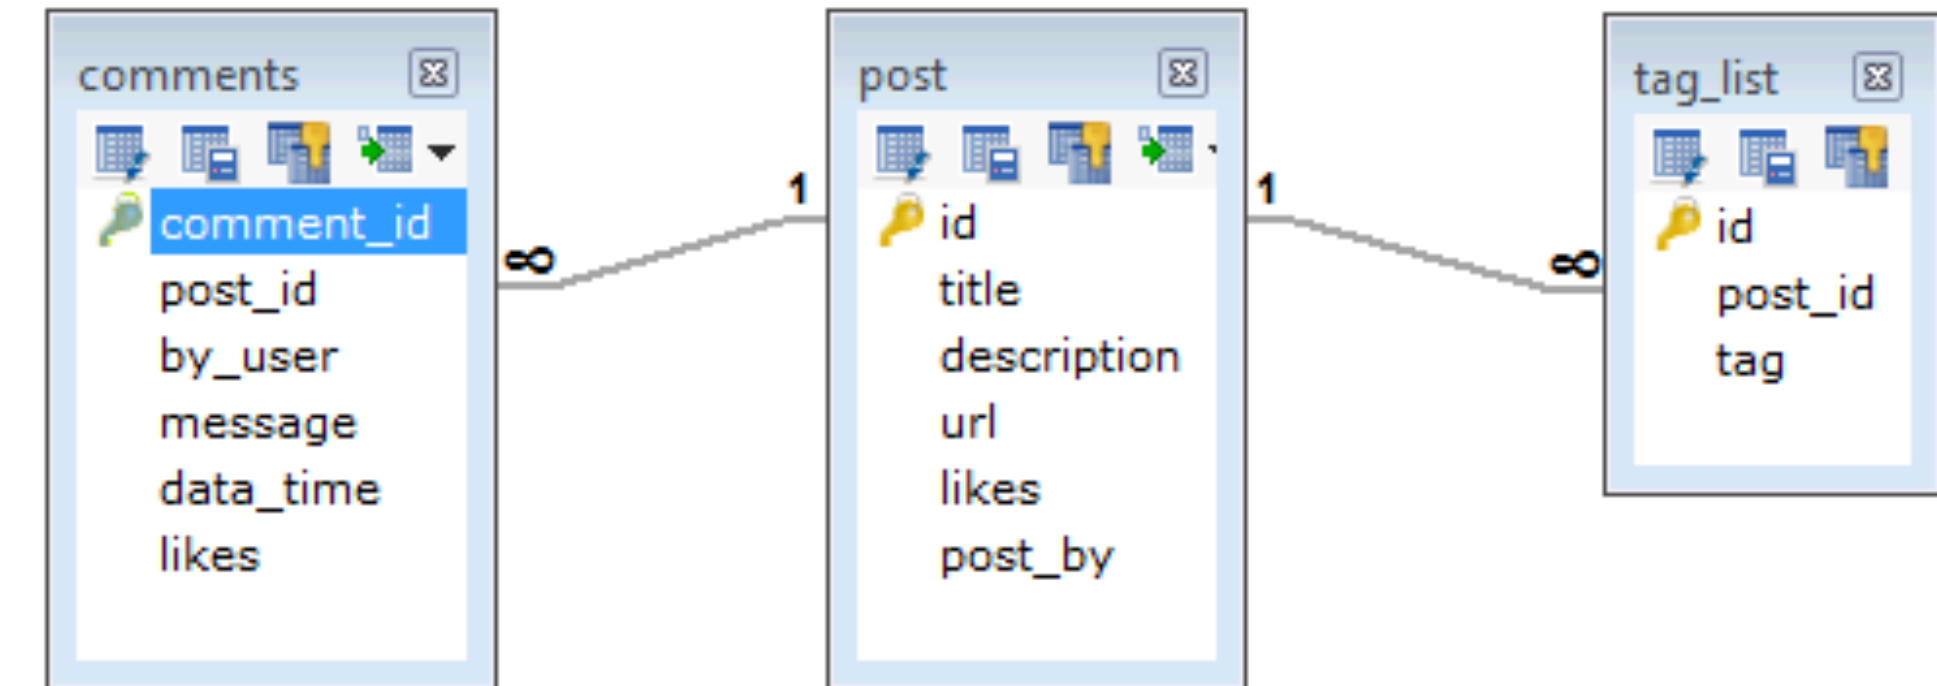 comments
comment_id
post_id
by_user
message
data_time
likes
∞
1
post
id
title
description
url
likes
post_by
1
∞
tag_list
id
post_id
tag